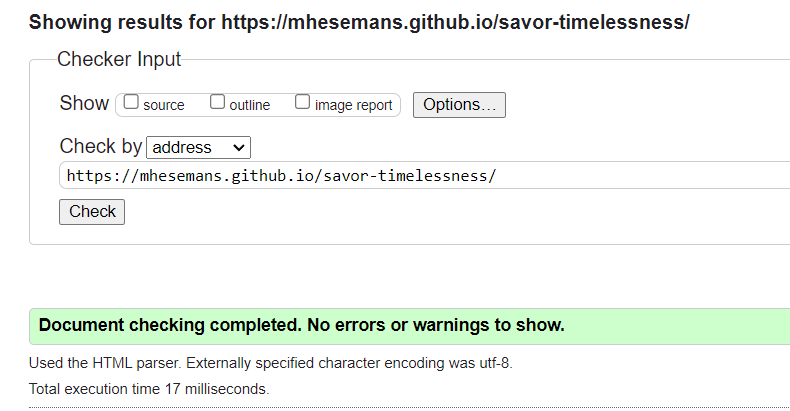 Showing results for https://mhesemans.github.io/savor-timelessness/
Checker Input
Show source outline image report Options...
Check by address
https://mhesemans.github.io/savor-timelessness/
Check
Document checking completed. No errors or warnings to show.
Used the HTML parser. Externally specified character encoding was utf-8.
Total execution time 17 milliseconds.